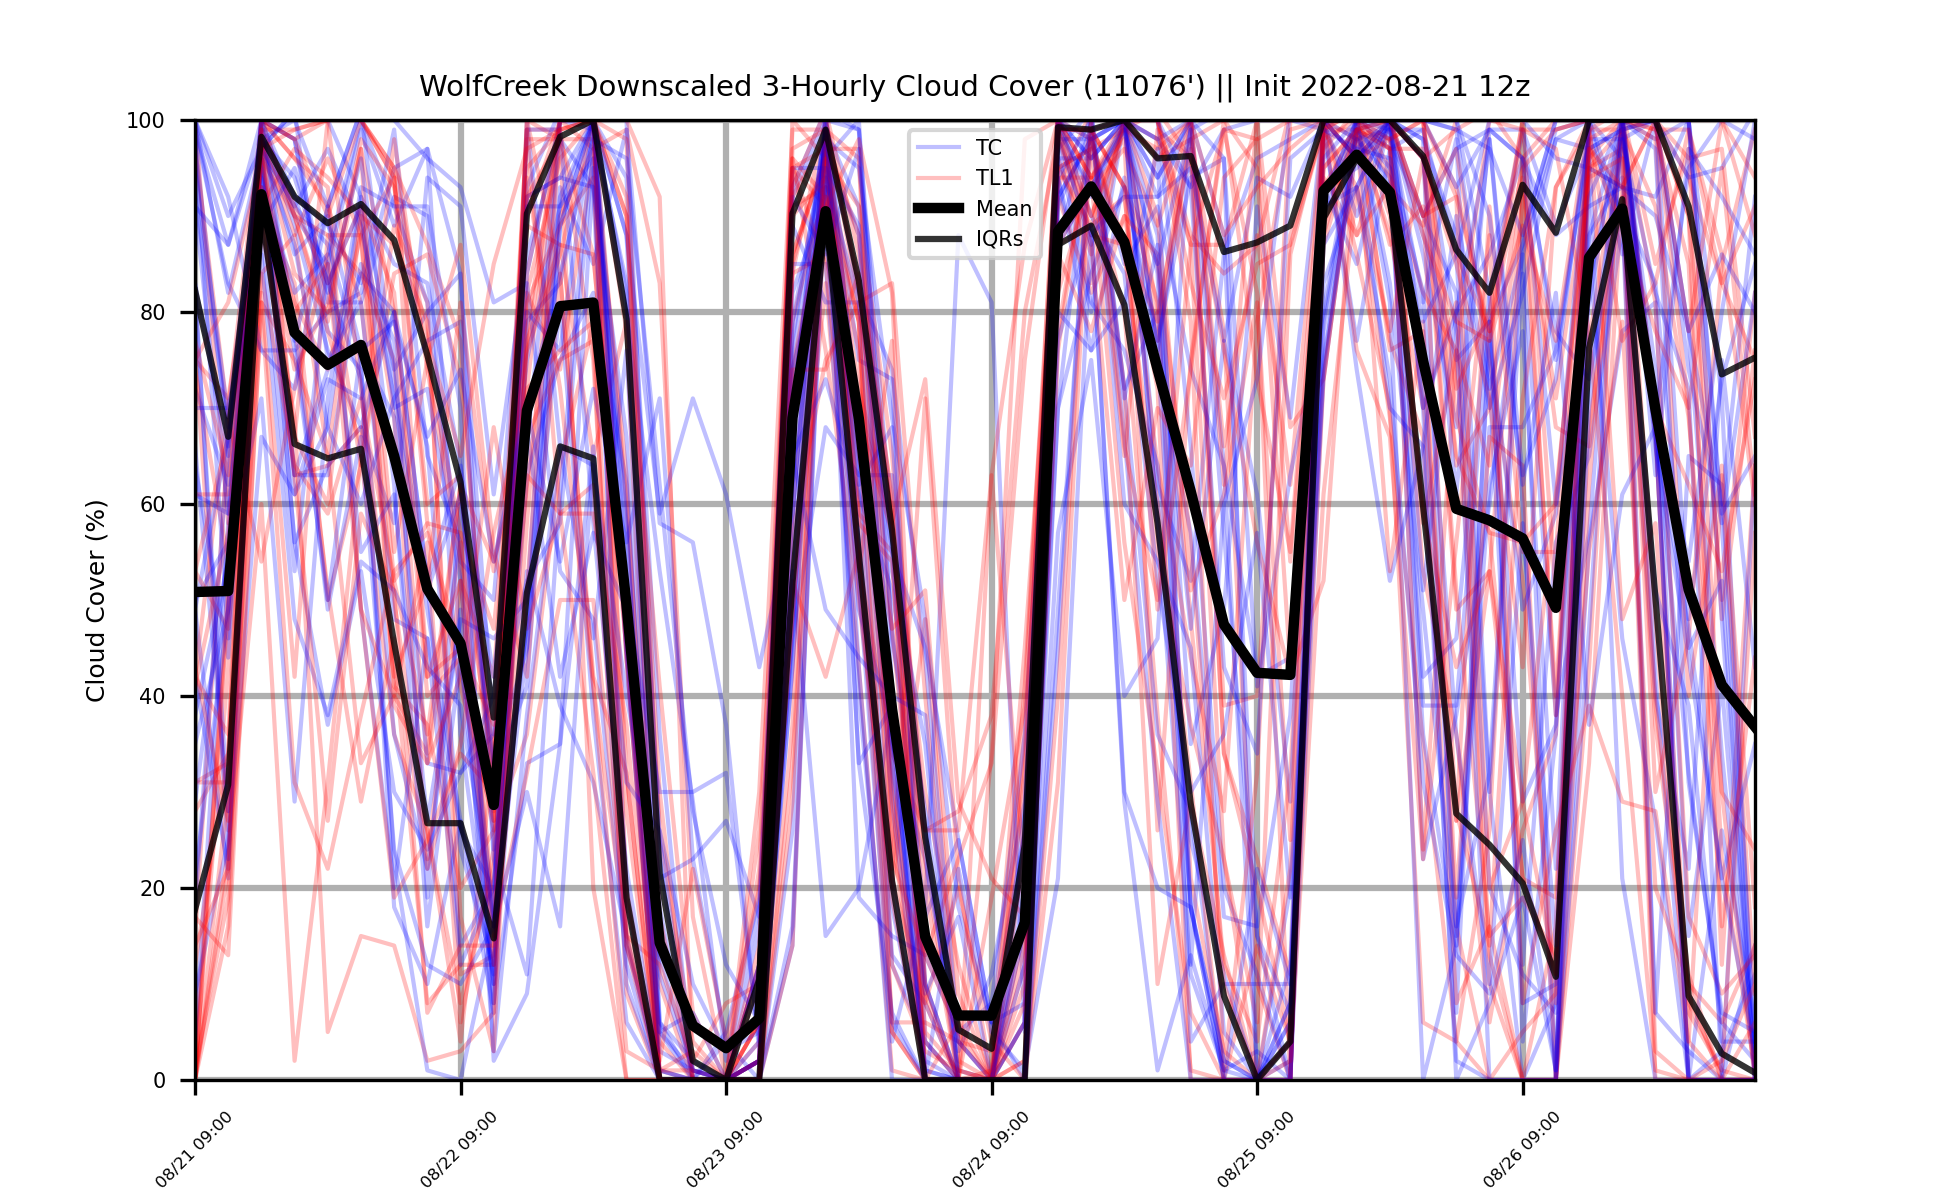 WolfCreek Downscaled 3-Hourly Cloud Cover (11076') || Init 2022-08-21 12z
100
80
60
40
20
0
Cloud Cover (%)
TC
TL1
Mean
IQRs
08/21 09:00
08/22 09:00
08/23 09:00
08/24 09:00
08/25 09:00
08/26 09:00